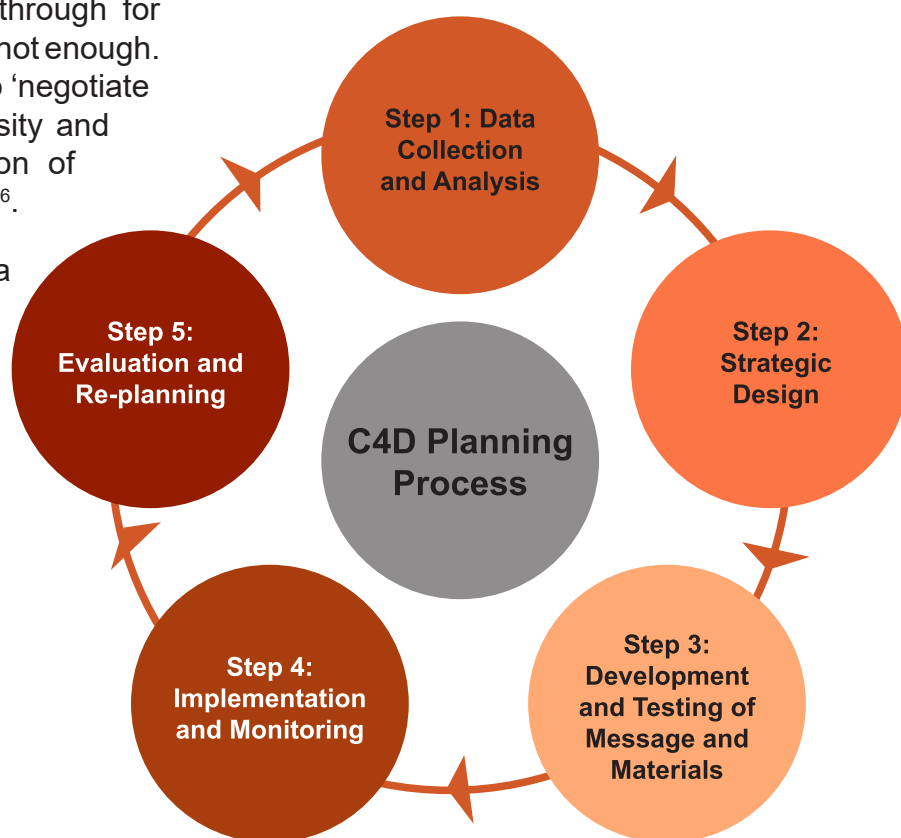 through for
not enough.
‘negotiate
and
of
6.
a
Step 1: Data
Collection
and Analysis
Step 2:
Strategic
Design
Step 3:
Development
and Testing of
Message and
Materials
Step 4:
Implementation
and Monitoring
Step 5:
Evaluation and
Re-planning
C4D Planning
Process